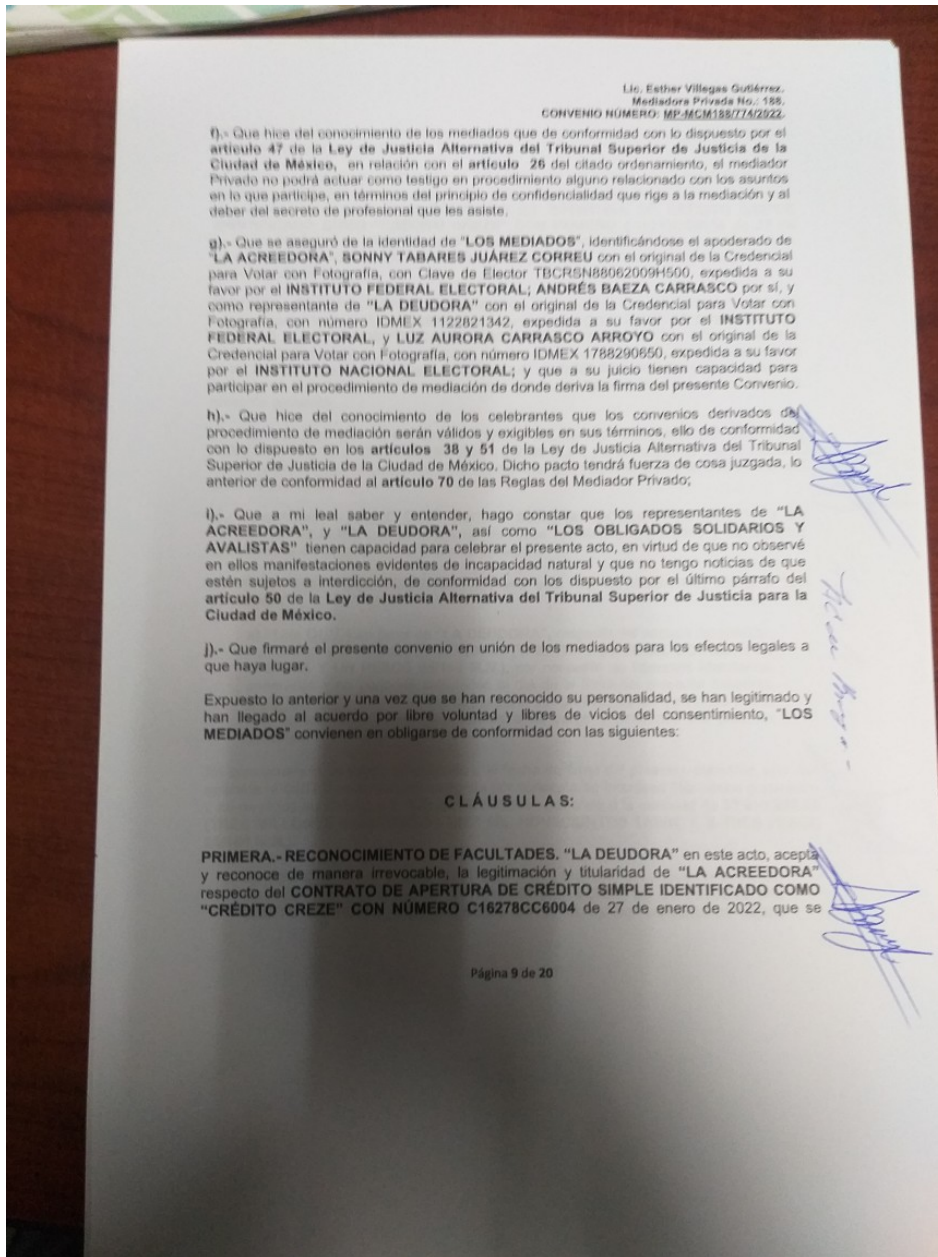 Lic. Esther Villegas Gutiérrez.
Mediadora Privada No.: 188.
CONVENIO NÚMERO: MP-MCM188/774/2022.
f).- Que hice del conocimiento de los mediados que de conformidad con lo dispuesto por el
artículo 47 de la Ley de Justicia Alternativa del Tribunal Superior de Justicia de la
Ciudad de México, en relación con el artículo 26 del citado ordenamiento, el mediador
Privado no podrá actuar como testigo en procedimiento alguno relacionado con los asuntos
en lo que participe, en términos del principio de confidencialidad que rige a la mediación y al
deber del secreto de profesional que les asiste.
g).- Que se aseguró de la identidad de "LOS MEDIADOS", identificándose el apoderado de
"LA ACREEDORA", SONNY TABARES JUÁREZ CORREU con el original de la Credencial
para Votar con Fotografía, con Clave de Elector TBCRSN88062009H500, expedida a su
favor por el INSTITUTO FEDERAL ELECTORAL; ANDRÉS BAEZA CARRASCO por sí, y
como representante de "LA DEUDORA" con el original de la Credencial para Votar con
Fotografía, con número IDMEX 1122821342, expedida a su favor por el INSTITUTO
FEDERAL ELECTORAL, y LUZ AURORA CARRASCO ARROYO con el original de la
Credencial para Votar con Fotografía, con número IDMEX 1788290650, expedida a su favor
por el INSTITUTO NACIONAL ELECTORAL; y que a su juicio tienen capacidad para
participar en el procedimiento de mediación de donde deriva la firma del presente Convenio.
h).- Que hice del conocimiento de los celebrantes que los convenios derivados del
procedimiento de mediación serán válidos y exigibles en sus términos, ello de conformidad
con lo dispuesto en los artículos 38 y 51 de la Ley de Justicia Alternativa del Tribunal
Superior de Justicia de la Ciudad de México. Dicho pacto tendrá fuerza de cosa juzgada, lo
anterior de conformidad al artículo 70 de las Reglas del Mediador Privado;
i).- Que a mi leal saber y entender, hago constar que los representantes de "LA
ACREEDORA", y "LA DEUDORA", así como "LOS OBLIGADOS SOLIDARIOS Y
AVALISTAS" tienen capacidad para celebrar el presente acto, en virtud de que no observé
en ellos manifestaciones evidentes de incapacidad natural y que no tengo noticias de que
estén sujetos a interdicción, de conformidad con los dispuesto por el último párrafo del
artículo 50 de la Ley de Justicia Alternativa del Tribunal Superior de Justicia para la
Ciudad de México.
j).- Que firmaré el presente convenio en unión de los mediados para los efectos legales a
que haya lugar.
Expuesto lo anterior y una vez que se han reconocido su personalidad, se han legitimado y
han llegado al acuerdo por libre voluntad y libres de vicios del consentimiento, "LOS
MEDIADOS" convienen en obligarse de conformidad con las siguientes:
CLÁUSULAS:
PRIMERA.- RECONOCIMIENTO DE FACULTADES. "LA DEUDORA" en este acto, acepta
y reconoce de manera irrevocable, la legitimación y titularidad de "LA ACREEDORA"
respecto del CONTRATO DE APERTURA DE CRÉDITO SIMPLE IDENTIFICADO COMO
"CRÉDITO CREZE" CON NÚMERO C16278CC6004 de 27 de enero de 2022, que se
Página 9 de 20